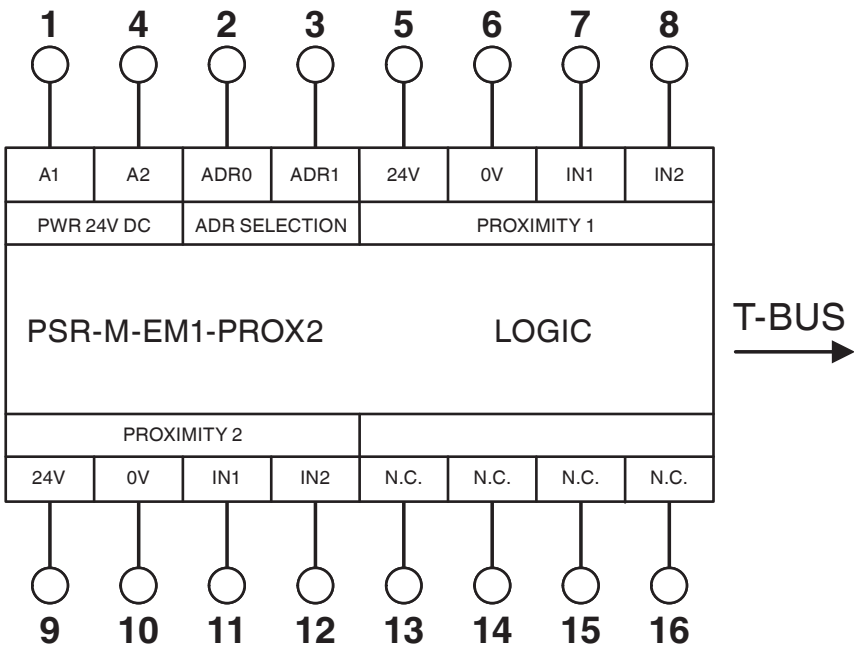 1 4 2 3 5 6 7 8
A1 A2 ADR0 ADR1 24V 0V IN1 IN2
PWR 24V DC ADR SELECTION PROXIMITY 1
PSR-M-EM1-PROX2 LOGIC
T-BUS
PROXIMITY 2
24V 0V IN1 IN2 N.C. N.C. N.C. N.C.
9 10 11 12 13 14 15 16